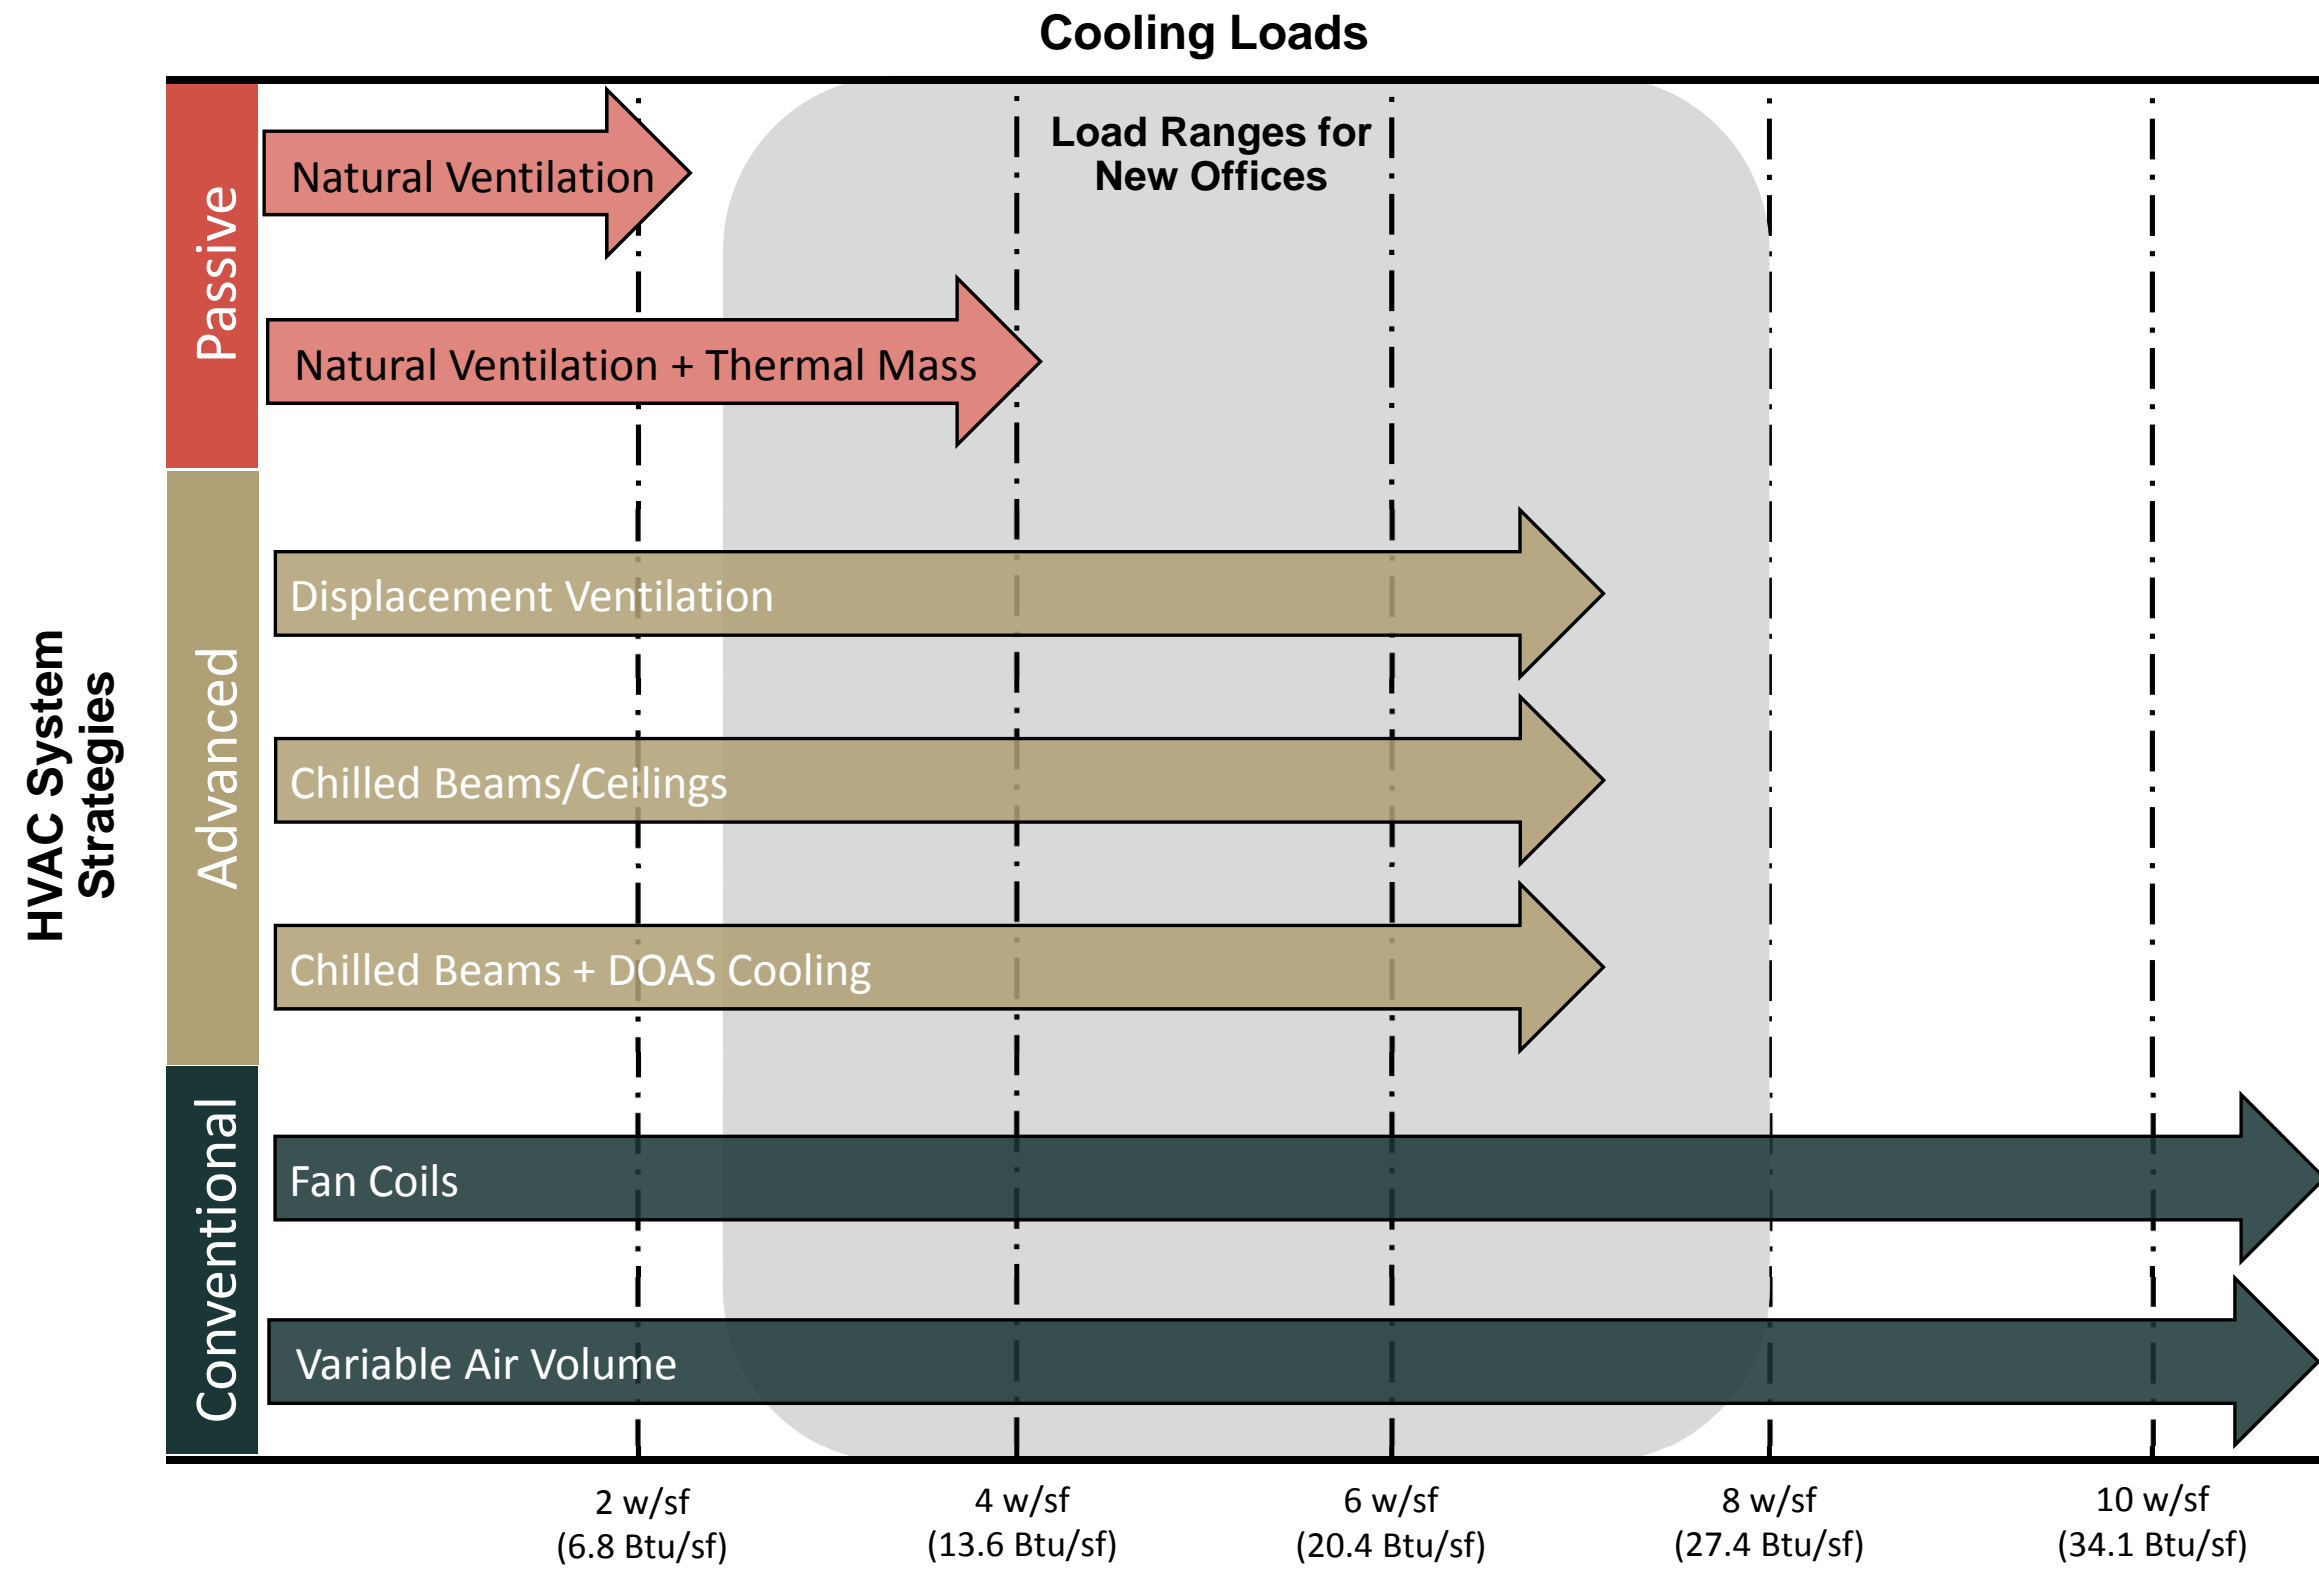 Cooling Loads
Load Ranges for
New Offices
HVAC System
Strategies
Passive
Natural Ventilation
Natural Ventilation + Thermal Mass
Advanced
Displacement Ventilation
Chilled Beams/Ceilings
Chilled Beams + DOAS Cooling
Conventional
Fan Coils
Variable Air Volume
2 w/sf
(6.8 Btu/sf)
4 w/sf
(13.6 Btu/sf)
6 w/sf
(20.4 Btu/sf)
8 w/sf
(27.4 Btu/sf)
10 w/sf
(34.1 Btu/sf)